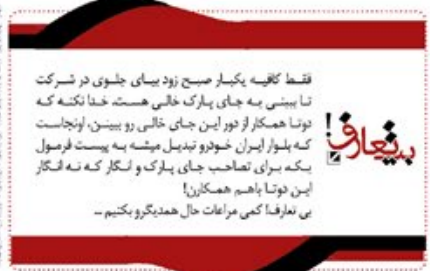 بی تعارف!
فقط کافیه یکبار صبح زود بیای جلوی در شرکت
تا ببینی یه جای پارک خالی هست، خدا نکنه که
دوتا همکار از دور این جای خالی رو ببینن، اونجاست
که بلوار ایران خودرو تبدیل میشه به پیست فرمول
یک، برای تصاحب جای پارک و انگار که نه انگار
این دوتا باهم همکارن!
بی تعارف! کمی مراعات حال همدیگرو بکنیم ...